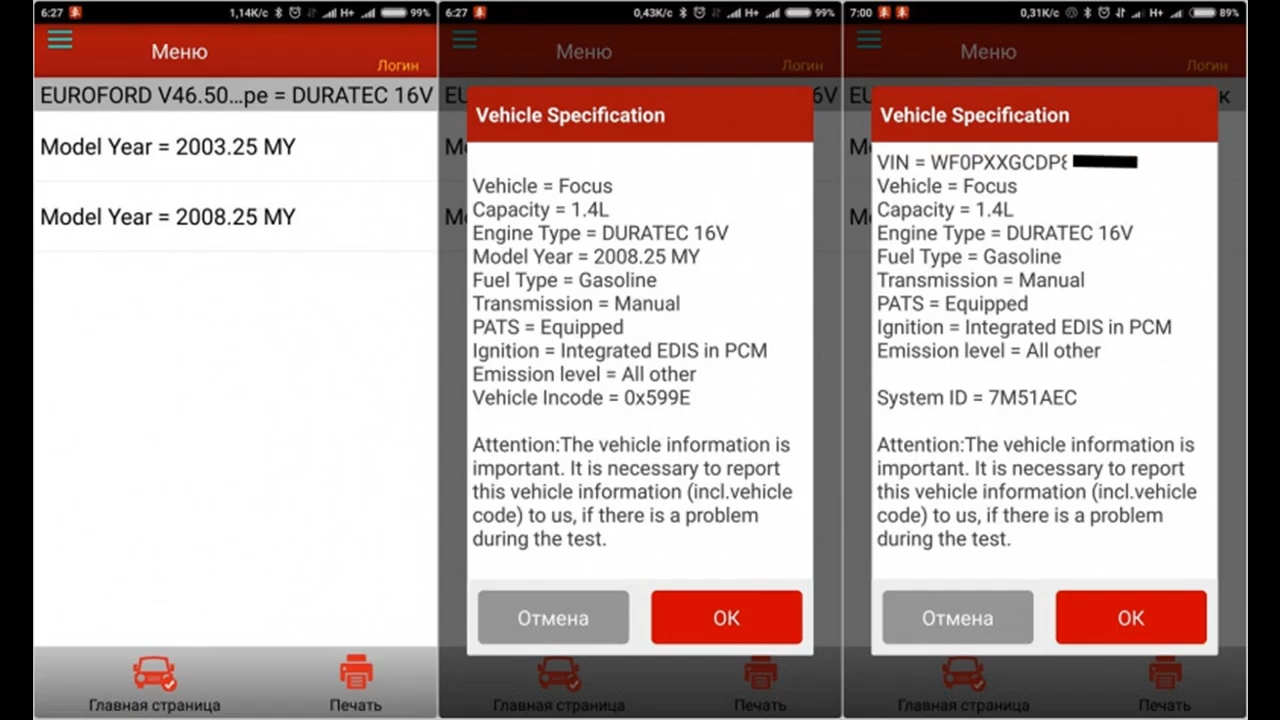 6:27 1,14K/c H+ 99%
Меню
Логин
EUROFORD V46.50...pe = DURATEC 16V
Model Year = 2003.25 MY
Model Year = 2008.25 MY
Главная страница
Печать
6:27 0,43K/c H+ 99%
Меню
Логин
EU 6V
Mo
Mo
Vehicle Specification
Vehicle = Focus
Capacity = 1.4L
Engine Type = DURATEC 16V
Model Year = 2008.25 MY
Fuel Type = Gasoline
Transmission = Manual
PATS = Equipped
Ignition = Integrated EDIS in PCM
Emission level = All other
Vehicle Incode = 0x599E
Attention:The vehicle information is
important. It is necessary to report
this vehicle information (incl.vehicle
code) to us, if there is a problem
during the test.
Отмена
OK
Главная страница
Печать
7:00 0,31K/c H+ 89%
Меню
Логин
EU к
Mo
Mo
Vehicle Specification
VIN = WF0PXXGCDP8
Vehicle = Focus
Capacity = 1.4L
Engine Type = DURATEC 16V
Fuel Type = Gasoline
Transmission = Manual
PATS = Equipped
Ignition = Integrated EDIS in PCM
Emission level = All other
System ID = 7M51AEC
Attention:The vehicle information is
important. It is necessary to report
this vehicle information (incl.vehicle
code) to us, if there is a problem
during the test.
Отмена
OK
Главная страница
Печать